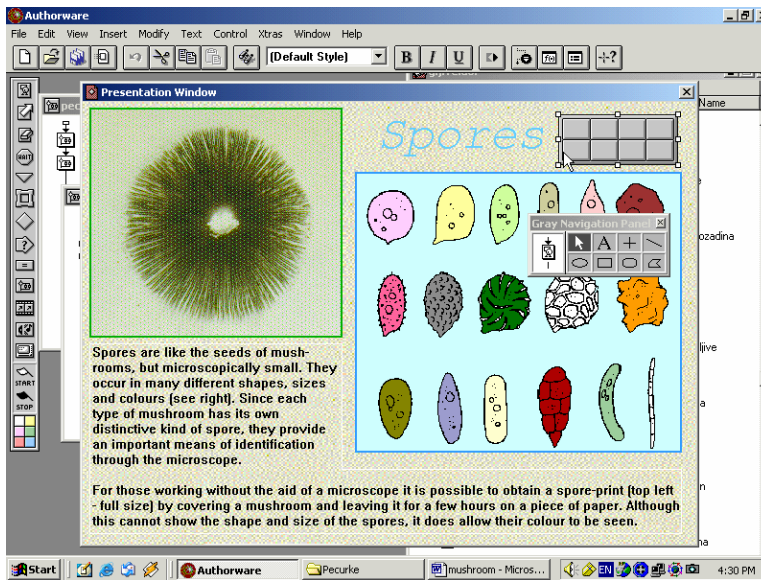 Authorware
File Edit View Insert Modify Text Control Xtras Window Help
(Default Style) B I U
Presentation Window
Name
Spores
ozadina
Gray Navigation Panel
A
WAIT
START
STOP
Spores are like the seeds of mush-
rooms, but microscopically small. They
occur in many different shapes, sizes
and colours (see right). Since each
type of mushroom has its own
distinctive kind of spore, they provide
an important means of identification
through the microscope.
ljive
For those working without the aid of a microscope it is possible to obtain a spore-print (top left
- full size) by covering a mushroom and leaving it for a few hours on a piece of paper. Although
this cannot show the shape and size of the spores, it does allow their colour to be seen.
Start Authorware Pecurke mushroom - Micros... EN 4:30 PM